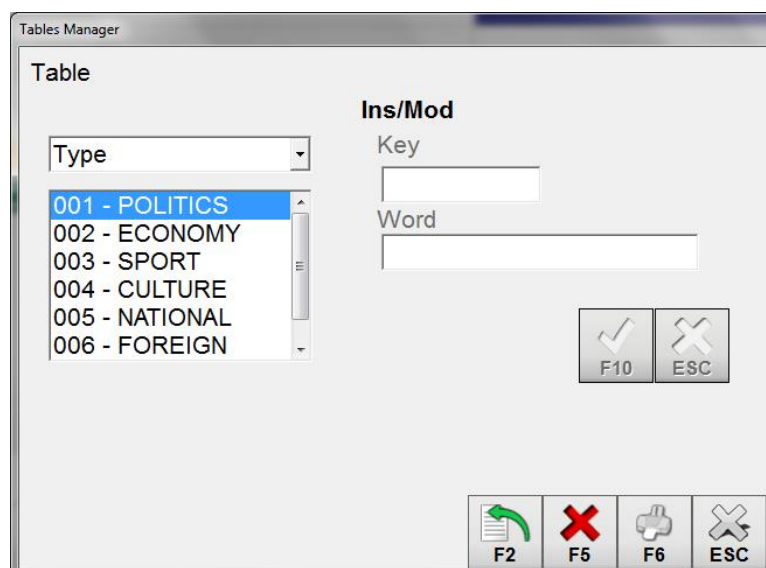 Tables Manager
Table
Ins/Mod
Type
Key
001 - POLITICS
002 - ECONOMY
003 - SPORT
004 - CULTURE
005 - NATIONAL
006 - FOREIGN
Word
F10
ESC
F2
F5
F6
ESC